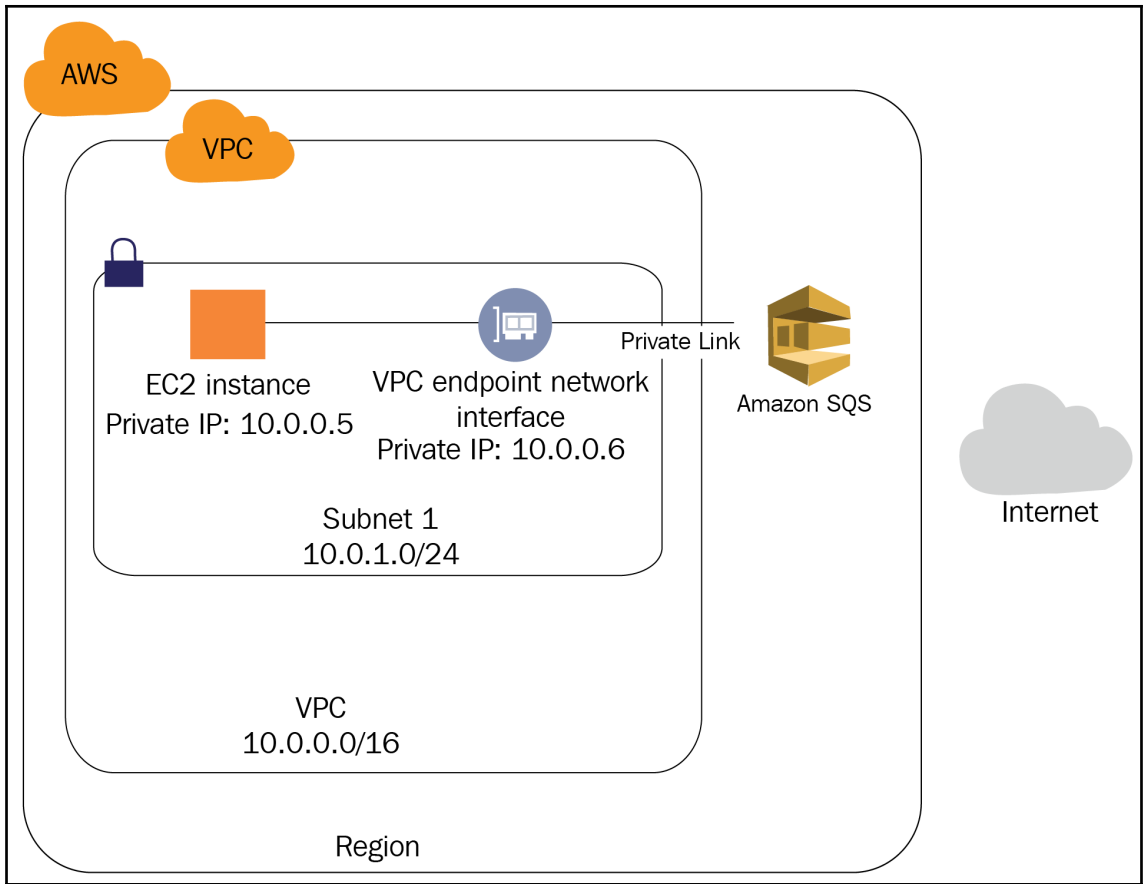 AWS
VPC
EC2 instance
Private IP: 10.0.0.5
VPC endpoint network
interface
Private IP: 10.0.0.6
Private Link
Amazon SQS
Internet
Subnet 1
10.0.1.0/24
VPC
10.0.0.0/16
Region